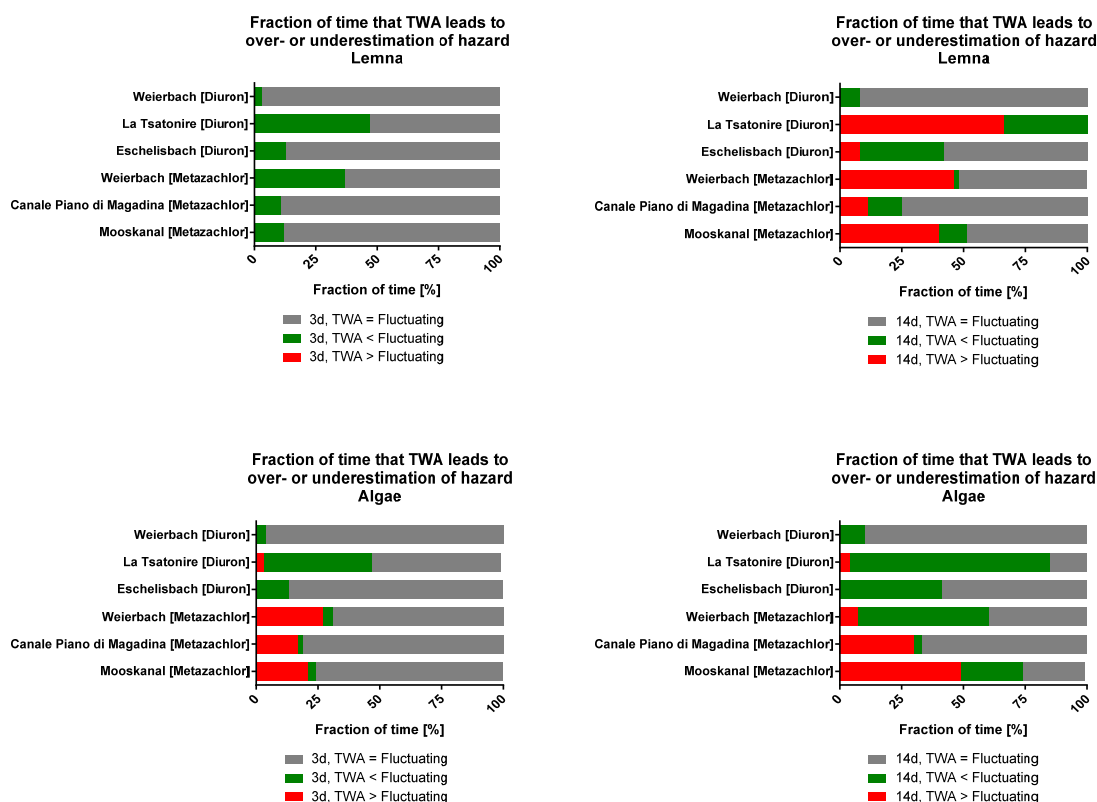 Fraction of time that TWA leads to
over- or underestimation of hazard
Lemna
Weierbach [Diuron]
La Tsatonire [Diuron]
Eschelisbach [Diuron]
Weierbach [Metazachlor]
Canale Piano di Magadina [Metazachlor]
Mooskanal [Metazachlor]
0 25 50 75 100
Fraction of time [%]
3d, TWA = Fluctuating
3d, TWA < Fluctuating
3d, TWA > Fluctuating
Fraction of time that TWA leads to
over- or underestimation of hazard
Lemna
Weierbach [Diuron]
La Tsatonire [Diuron]
Eschelisbach [Diuron]
Weierbach [Metazachlor]
Canale Piano di Magadina [Metazachlor]
Mooskanal [Metazachlor]
0 25 50 75 100
Fraction of time [%]
14d, TWA = Fluctuating
14d, TWA < Fluctuating
14d, TWA > Fluctuating
Fraction of time that TWA leads to
over- or underestimation of hazard
Algae
Weierbach [Diuron]
La Tsatonire [Diuron]
Eschelisbach [Diuron]
Weierbach [Metazachlor]
Canale Piano di Magadina [Metazachlor]
Mooskanal [Metazachlor]
0 25 50 75 100
Fraction of time [%]
3d, TWA = Fluctuating
3d, TWA < Fluctuating
3d, TWA > Fluctuating
Fraction of time that TWA leads to
over- or underestimation of hazard
Algae
Weierbach [Diuron]
La Tsatonire [Diuron]
Eschelisbach [Diuron]
Weierbach [Metazachlor]
Canale Piano di Magadina [Metazachlor]
Mooskanal [Metazachlor]
0 25 50 75 100
Fraction of time [%]
14d, TWA = Fluctuating
14d, TWA < Fluctuating
14d, TWA > Fluctuating